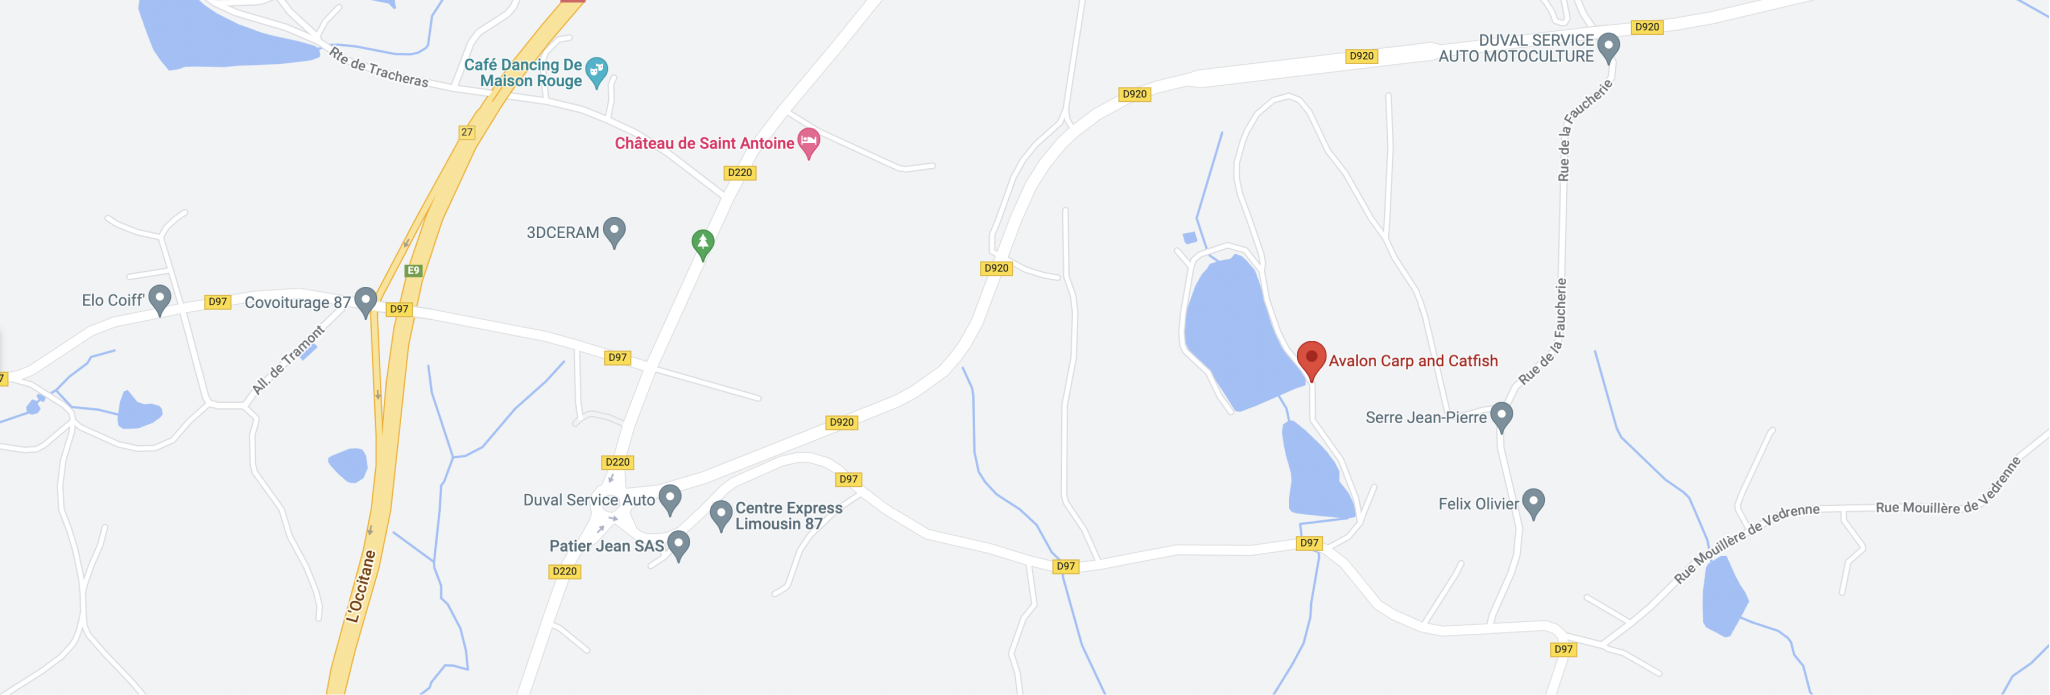 D920
DUVAL SERVICE
AUTO MOTOCULTURE
D920
Rte de Tracheras
Café Dancing De
Maison Rouge
D920
Rue de la Faucherie
27
Château de Saint Antoine
D220
3DCERAM
E9
D920
Elo Coiff'
D97
Covoiturage 87
D97
Rue de la Faucherie
All. de Tramont
D97
Avalon Carp and Catfish
7
Serre Jean-Pierre
D920
D220
D97
Duval Service Auto
Centre Express
Limousin 87
Felix Olivier
Rue Mouillère de Vedrenne
Rue Mouillère de Vedrenne
Patier Jean SAS
D97
D97
D220
L'Occitane
D97